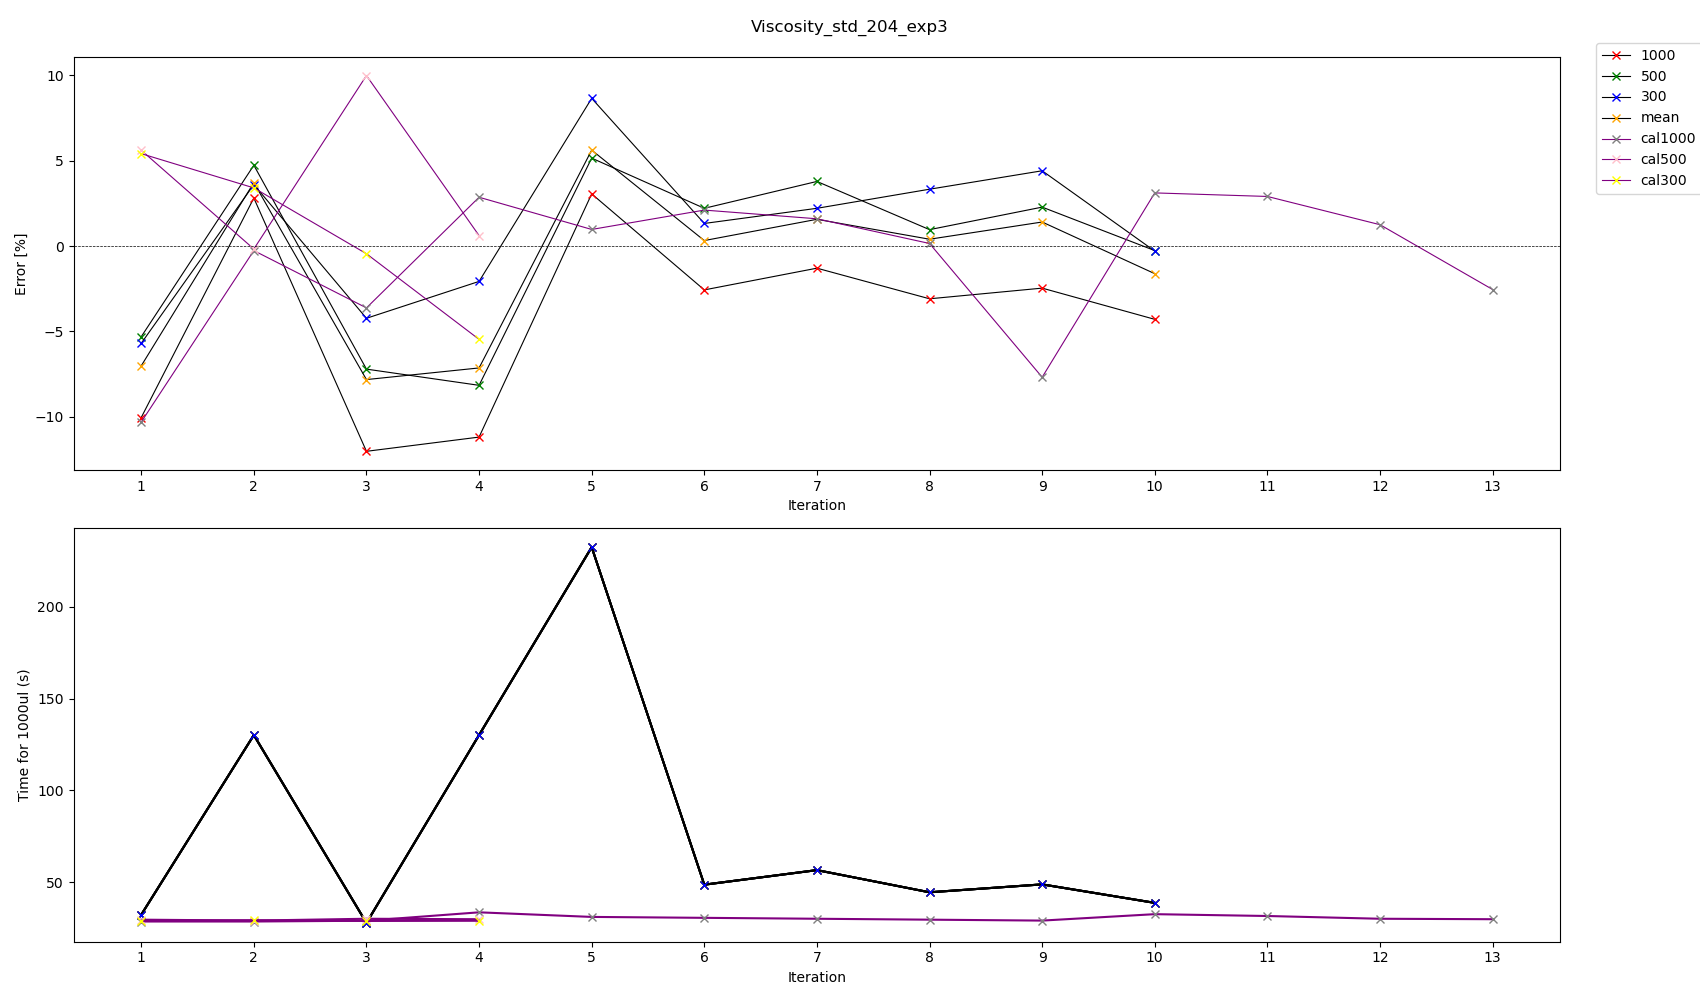 Viscosity_std_204_exp3
1000
500
300
mean
cal1000
cal500
cal300
Error [%]
10
5
0
−5
−10
1 2 3 4 5 6 7 8 9 10 11 12 13
Iteration
Time for 1000ul (s)
200
150
100
50
1 2 3 4 5 6 7 8 9 10 11 12 13
Iteration